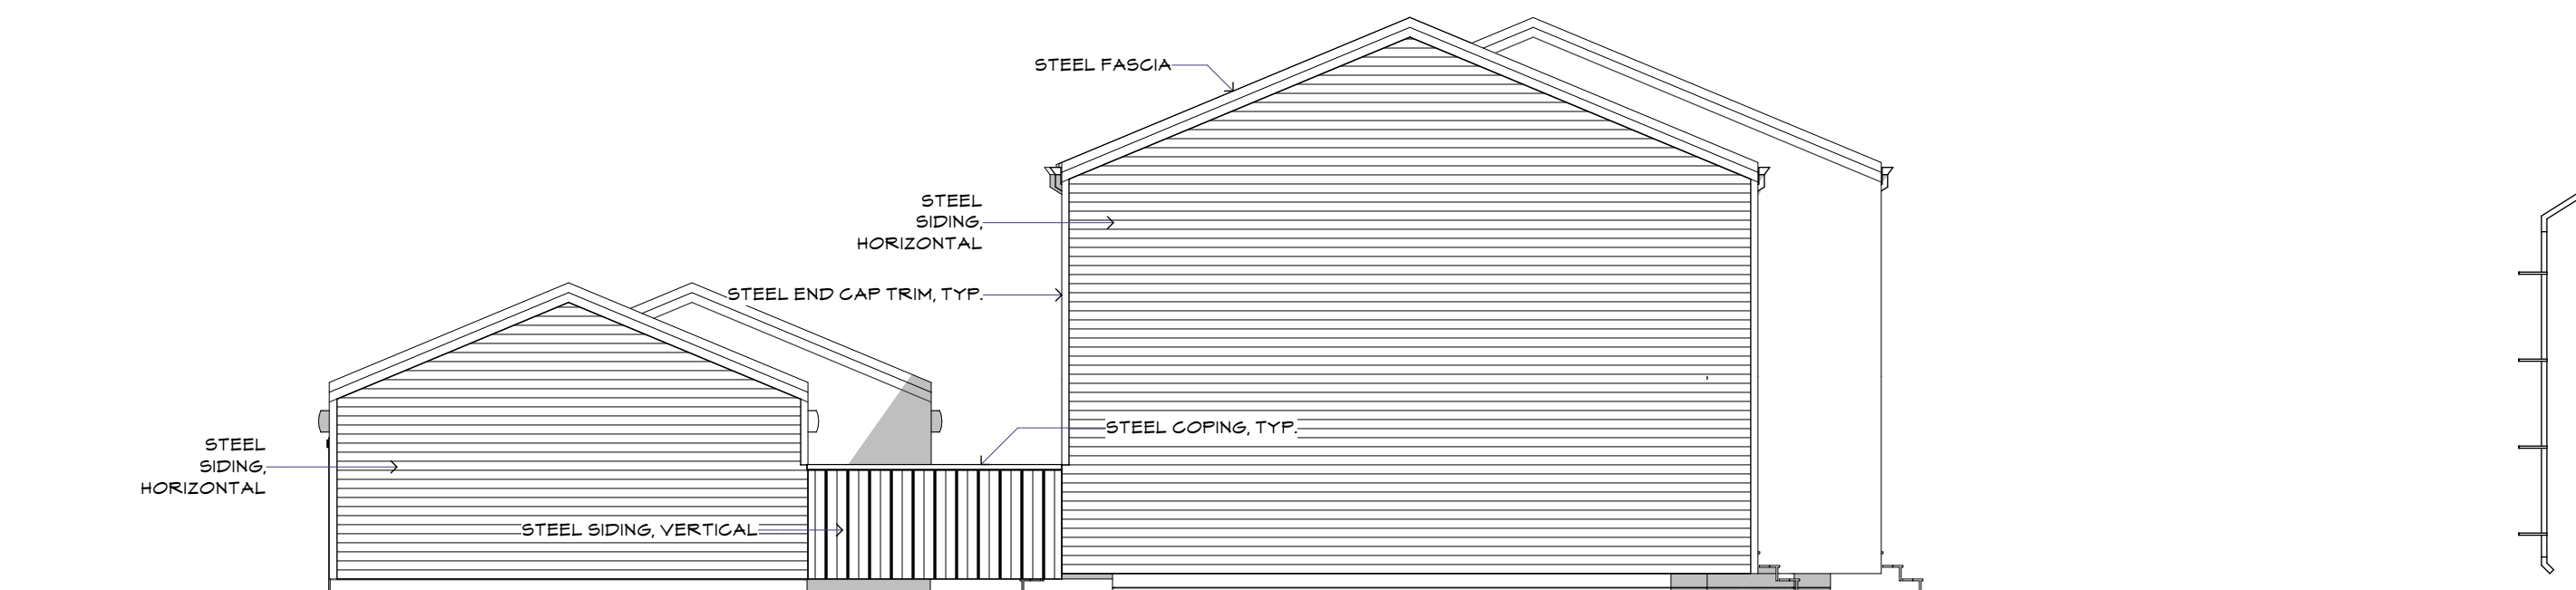 STEEL FASCIA
STEEL
SIDING,
HORIZONTAL
STEEL END CAP TRIM, TYP.
STEEL COPING, TYP.
STEEL
SIDING,
HORIZONTAL
STEEL SIDING, VERTICAL